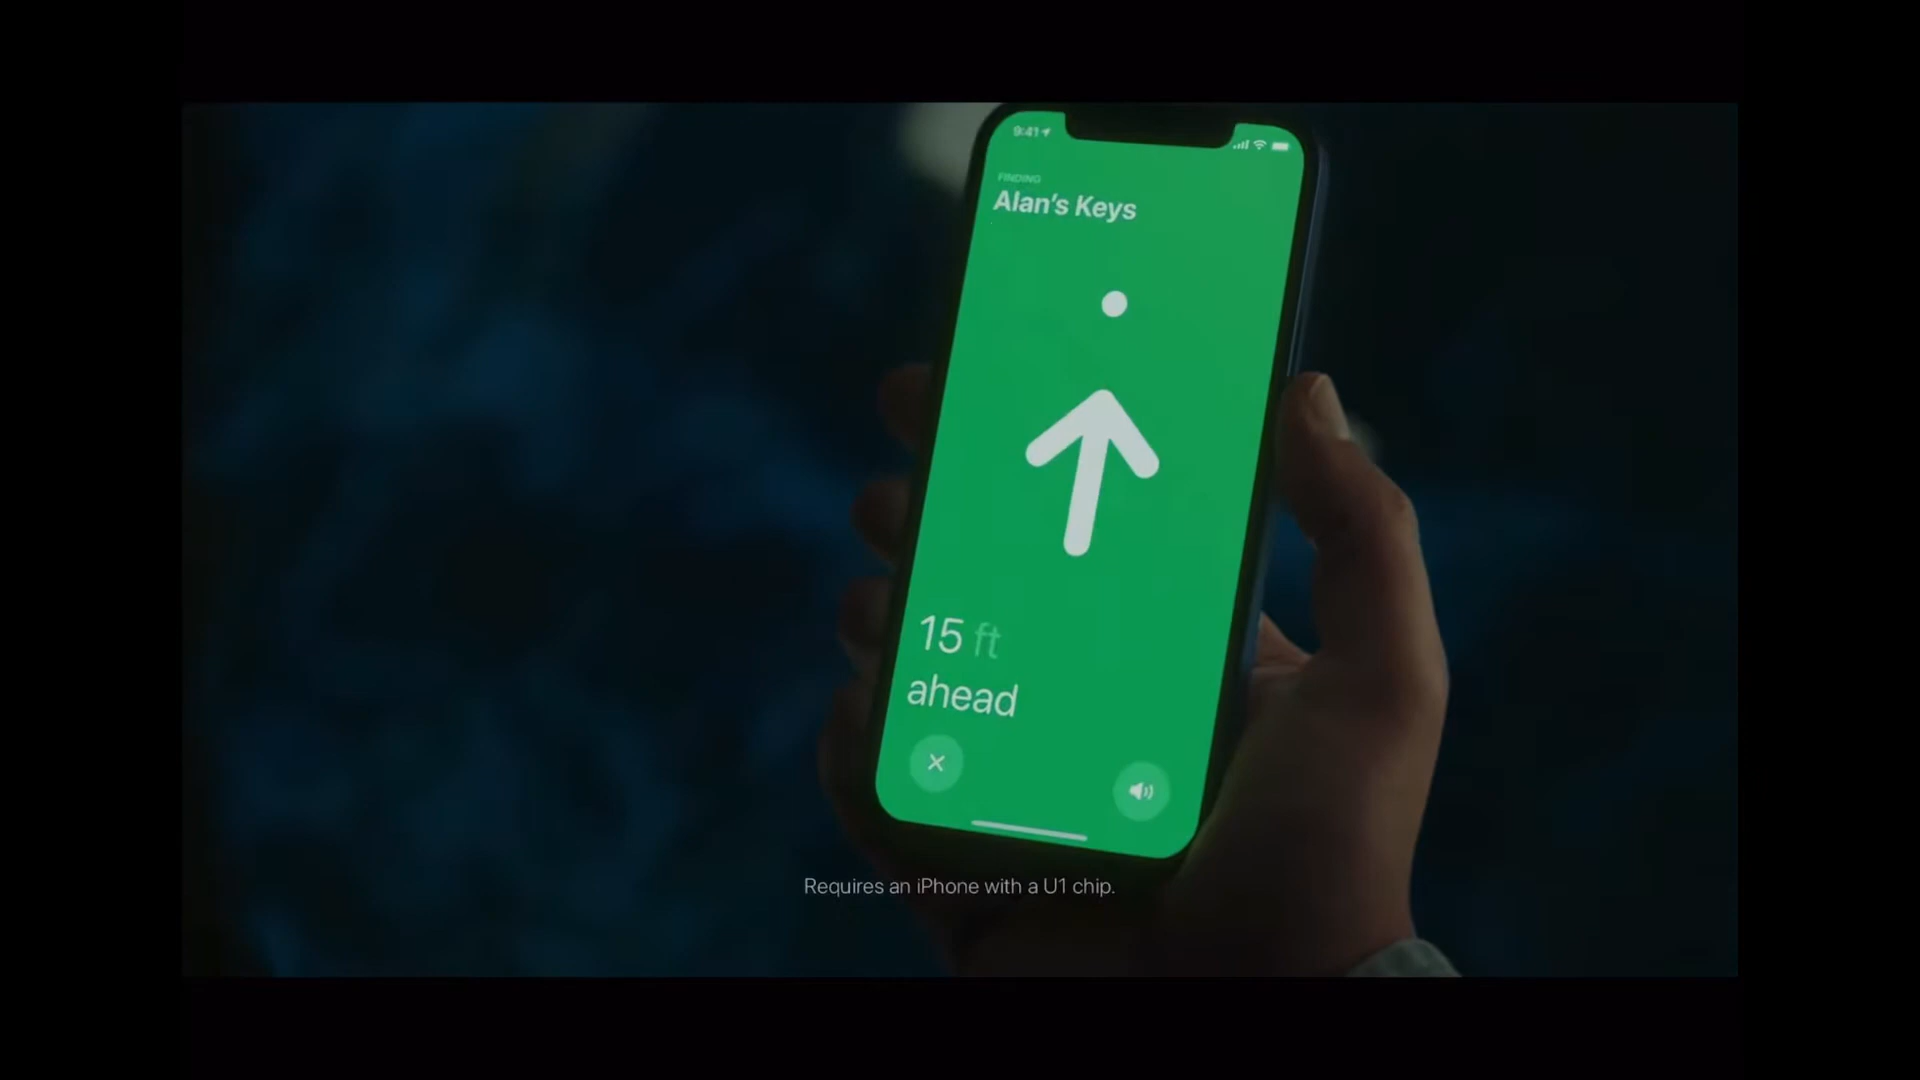 9:41
FINDING
Alan's Keys
15 ft
ahead
Requires an iPhone with a U1 chip.